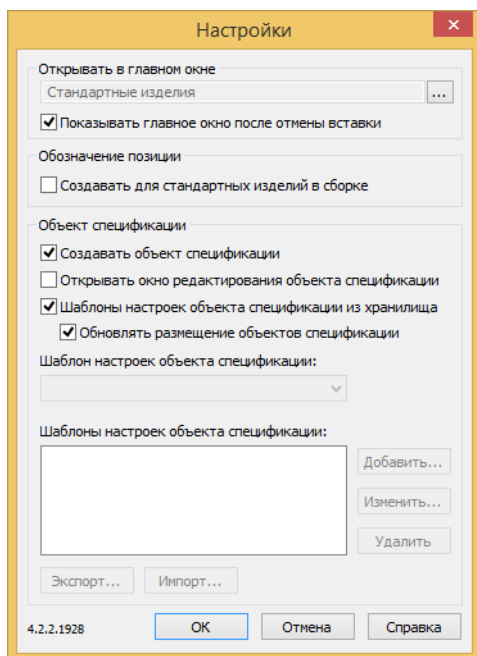 Настройки
Открывать в главном окне
Стандартные изделия
...
Показывать главное окно после отмены вставки
Обозначение позиции
Создавать для стандартных изделий в сборке
Объект спецификации
Создавать объект спецификации
Открывать окно редактирования объекта спецификации
Шаблоны настроек объекта спецификации из хранилища
Обновлять размещение объектов спецификации
Шаблон настроек объекта спецификации:
Шаблоны настроек объекта спецификации:
Добавить...
Изменить...
Удалить
Экспорт... Импорт...
4.2.2.1928 ОК Отмена Справка